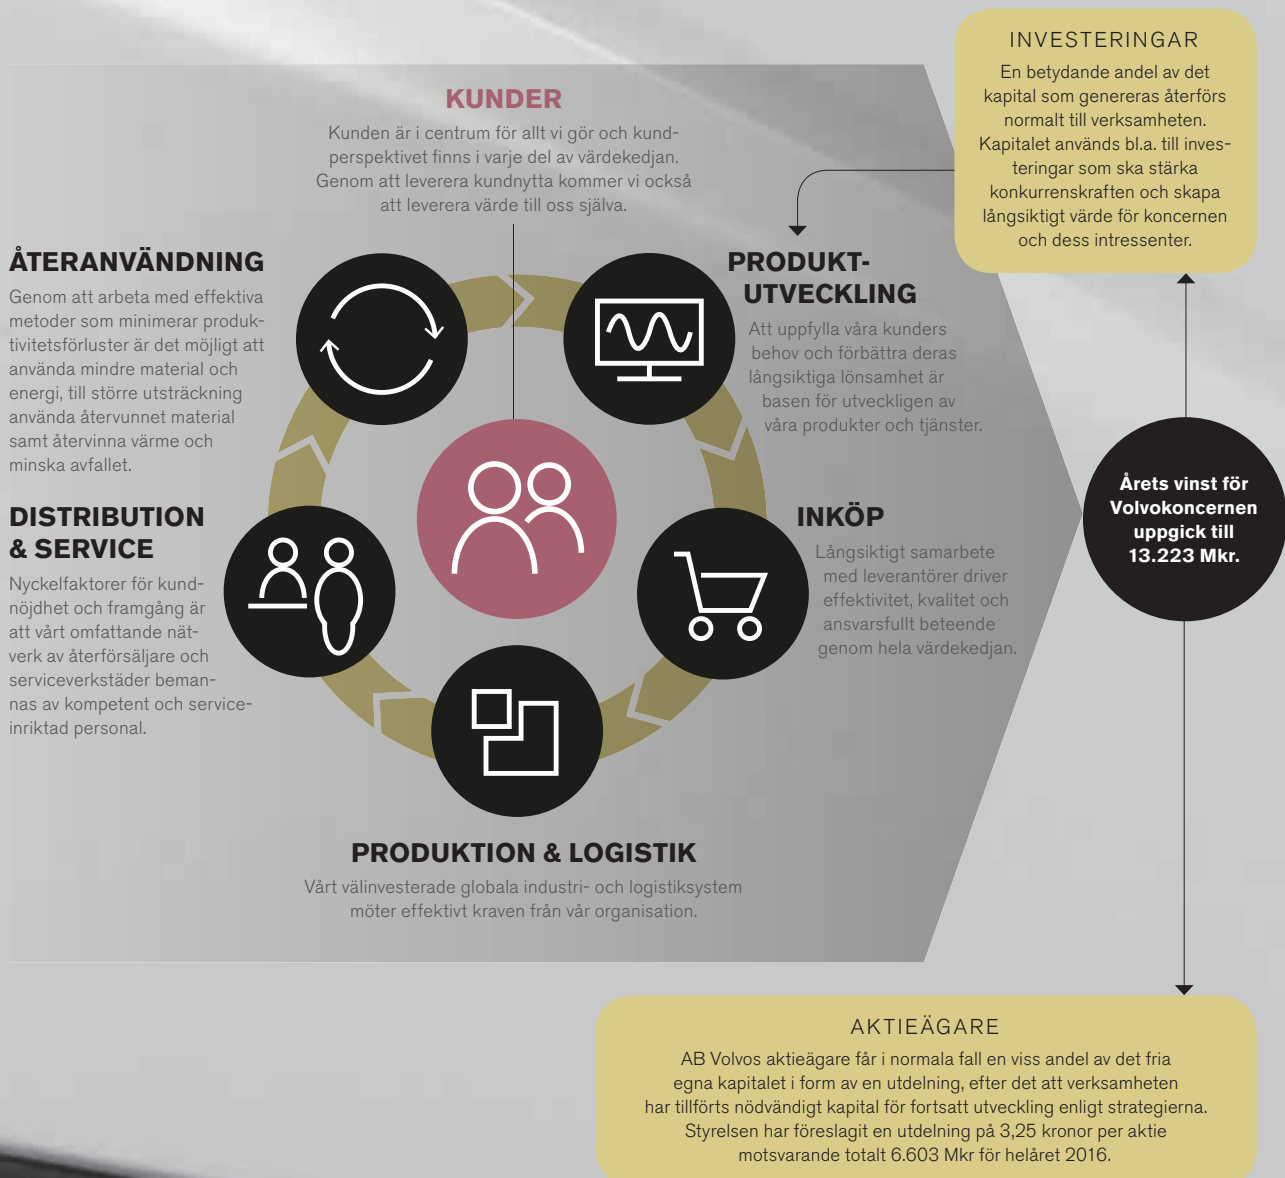 INVESTERINGAR
En betydande andel av det
kapital som genereras återförs
normalt till verksamheten.
Kapitalet används bl.a. till inves-
teringar som ska stärka
konkurrenskraften och skapa
långsiktigt värde för koncernen
och dess intressenter.
KUNDER
Kunden är i centrum för allt vi gör och kund-
perspektivet finns i varje del av värdekedjan.
Genom att leverera kundnytta kommer vi också
att leverera värde till oss själva.
ÅTERANVÄNDNING
Genom att arbeta med effektiva
metoder som minimerar produk-
tivitetsförluster är det möjligt att
använda mindre material och
energi, till större utsträckning
använda återvunnet material
samt återvinna värme och
minska avfallet.
PRODUKT-
UTVECKLING
Att uppfylla våra kunders
behov och förbättra deras
långsiktiga lönsamhet är
basen för utveckligen av
våra produkter och tjänster.
DISTRIBUTION
& SERVICE
Nyckelfaktorer för kund-
nöjdhet och framgång är
att vårt omfattande nät-
verk av återförsäljare och
serviceverkstäder beman-
nas av kompetent och service-
inriktad personal.
INKÖP
Långsiktigt samarbete
med leverantörer driver
effektivitet, kvalitet och
ansvarsfullt beteende
genom hela värdekedjan.
Årets vinst för
Volvokoncernen
uppgick till
13.223 Mkr.
PRODUKTION & LOGISTIK
Vårt välinvesterade globala industri- och logistiksystem
möter effektivt kraven från vår organisation.
AKTIEÄGARE
AB Volvos aktieägare får i normala fall en viss andel av det fria
egna kapitalet i form av en utdelning, efter det att verksamheten
har tillförts nödvändigt kapital för fortsatt utveckling enligt strategierna.
Styrelsen har föreslagit en utdelning på 3,25 kronor per aktie
motsvarande totalt 6.603 Mkr för helåret 2016.